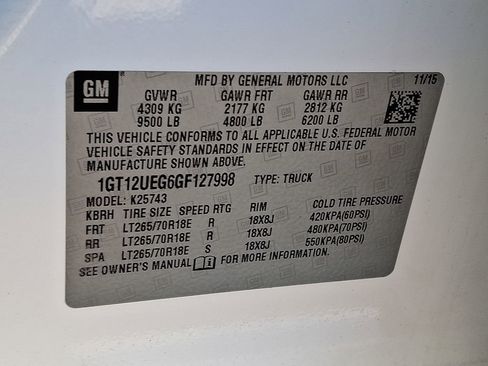 GM
MFD BY GENERAL MOTORS LLC 11/15
GVWR GAWR FRT GAWR RR
4309 KG 2177 KG 2812 KG
9500 LB 4800 LB 6200 LB
THIS VEHICLE CONFORMS TO ALL APPLICABLE U.S. FEDERAL MOTOR
VEHICLE SAFETY STANDARDS IN EFFECT ON THE DATE OF
MANUFACTURE SHOWN ABOVE.
1GT12UEG6GF127998 TYPE: TRUCK
MODEL: K25743
KBRH TIRE SIZE SPEED RTG RIM COLD TIRE PRESSURE
FRT LT265/70R18E R 18X8J 420KPA(60PSI)
RR LT265/70R18E R 18X8J 480KPA(70PSI)
SPA LT265/70R18E S 18X8J 550KPA(80PSI)
SEE OWNER'S MANUAL FOR MORE INFORMATION.